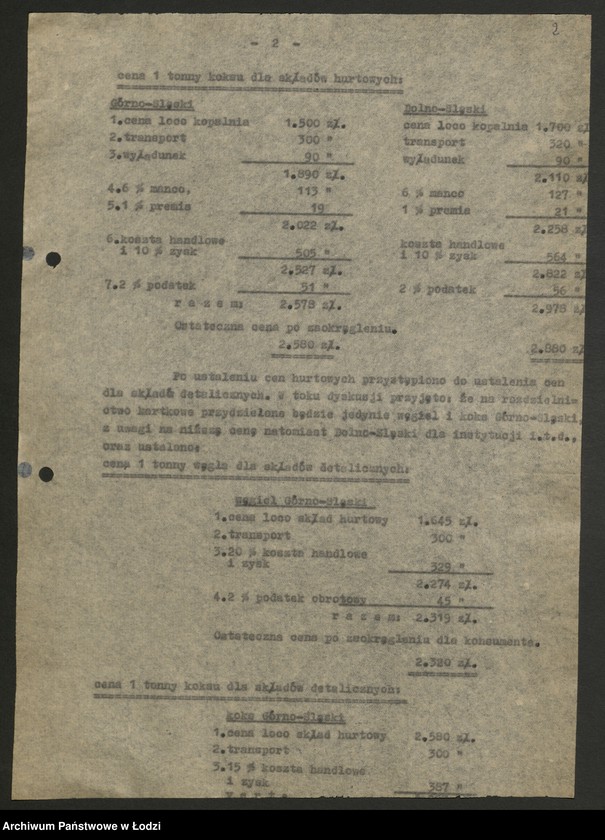 2
- 2 -
cena 1 tonny koksu dla składów hurtowych:
Górno-Śląski
1.cena loco kopalnia 1.500 zł.
2.transport 300 "
3.wyładunek 90 "
1.890 zł.
4.6 % manco, 113 "
5.1 % premia 19
2.022 zł.
6.koszta handlowe
i 10 % zysk 505 "
2.527 zł.
7.2 % podatek 51 "
r a z e m: 2.578 zł.
Ostateczna cena po zaokrągleniu.
2.580 zł.
Dolno-Śląski
cena loco kopalnia 1.700 zł
transport 320 "
wyładunek 90 "
2.110 zł
6 % manco 127 "
1 % premia 21 "
2.258 zł
koszta handlowe
i 10 % zysk 564 "
2.822 zł
2 % podatek 56 "
2.978 zł.
2.880 zł.
Po ustaleniu cen hurtowych przystąpiono do ustalenia cen
dla składów detalicznych. W toku dyskusji przyjęto: że na rozdzielnie
two kartkowe przydzielane będzie jedynie węgiel i koks Górno-Śląski,
z uwagi na niższą cenę natomiast Dolno-Śląski dla instytucji i.t.d.,
oraz ustalono:
cenę 1 tonny węgla dla składów detalicznych:
węgiel Górno-Śląski
1.cena loco skład hurtowy 1.645 zł.
2.transport 300 "
3.20 % koszta handlowe
i zysk 329 "
2.274 zł.
4.2 % podatek obrotowy 45 "
r a z e m: 2.319 zł.
Ostateczna cena po zaokrągleniu dla konsumenta.
2.320 zł.
cena 1 tonny koksu dla składów detalicznych:
koks Górno-Śląski
1.cena loco skład hurtowy 2.580 zł.
2.transport 300 "
3.15 % koszta handlowe
i zysk 387 "
Archiwum Państwowe w Łodzi